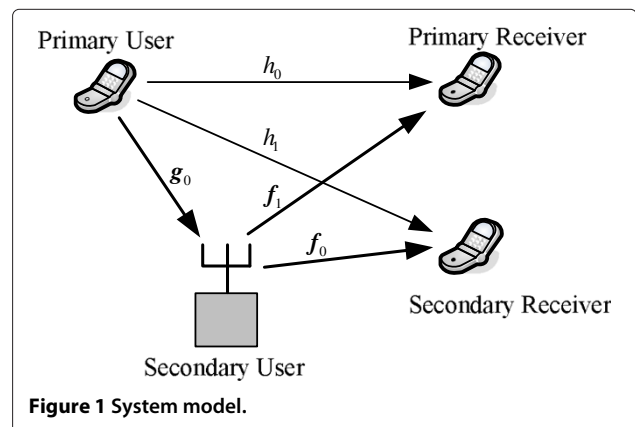 Primary User
Primary Receiver
h₀
h₁
g₀
f₁
f₀
Secondary Receiver
Secondary User
Figure 1 System model.